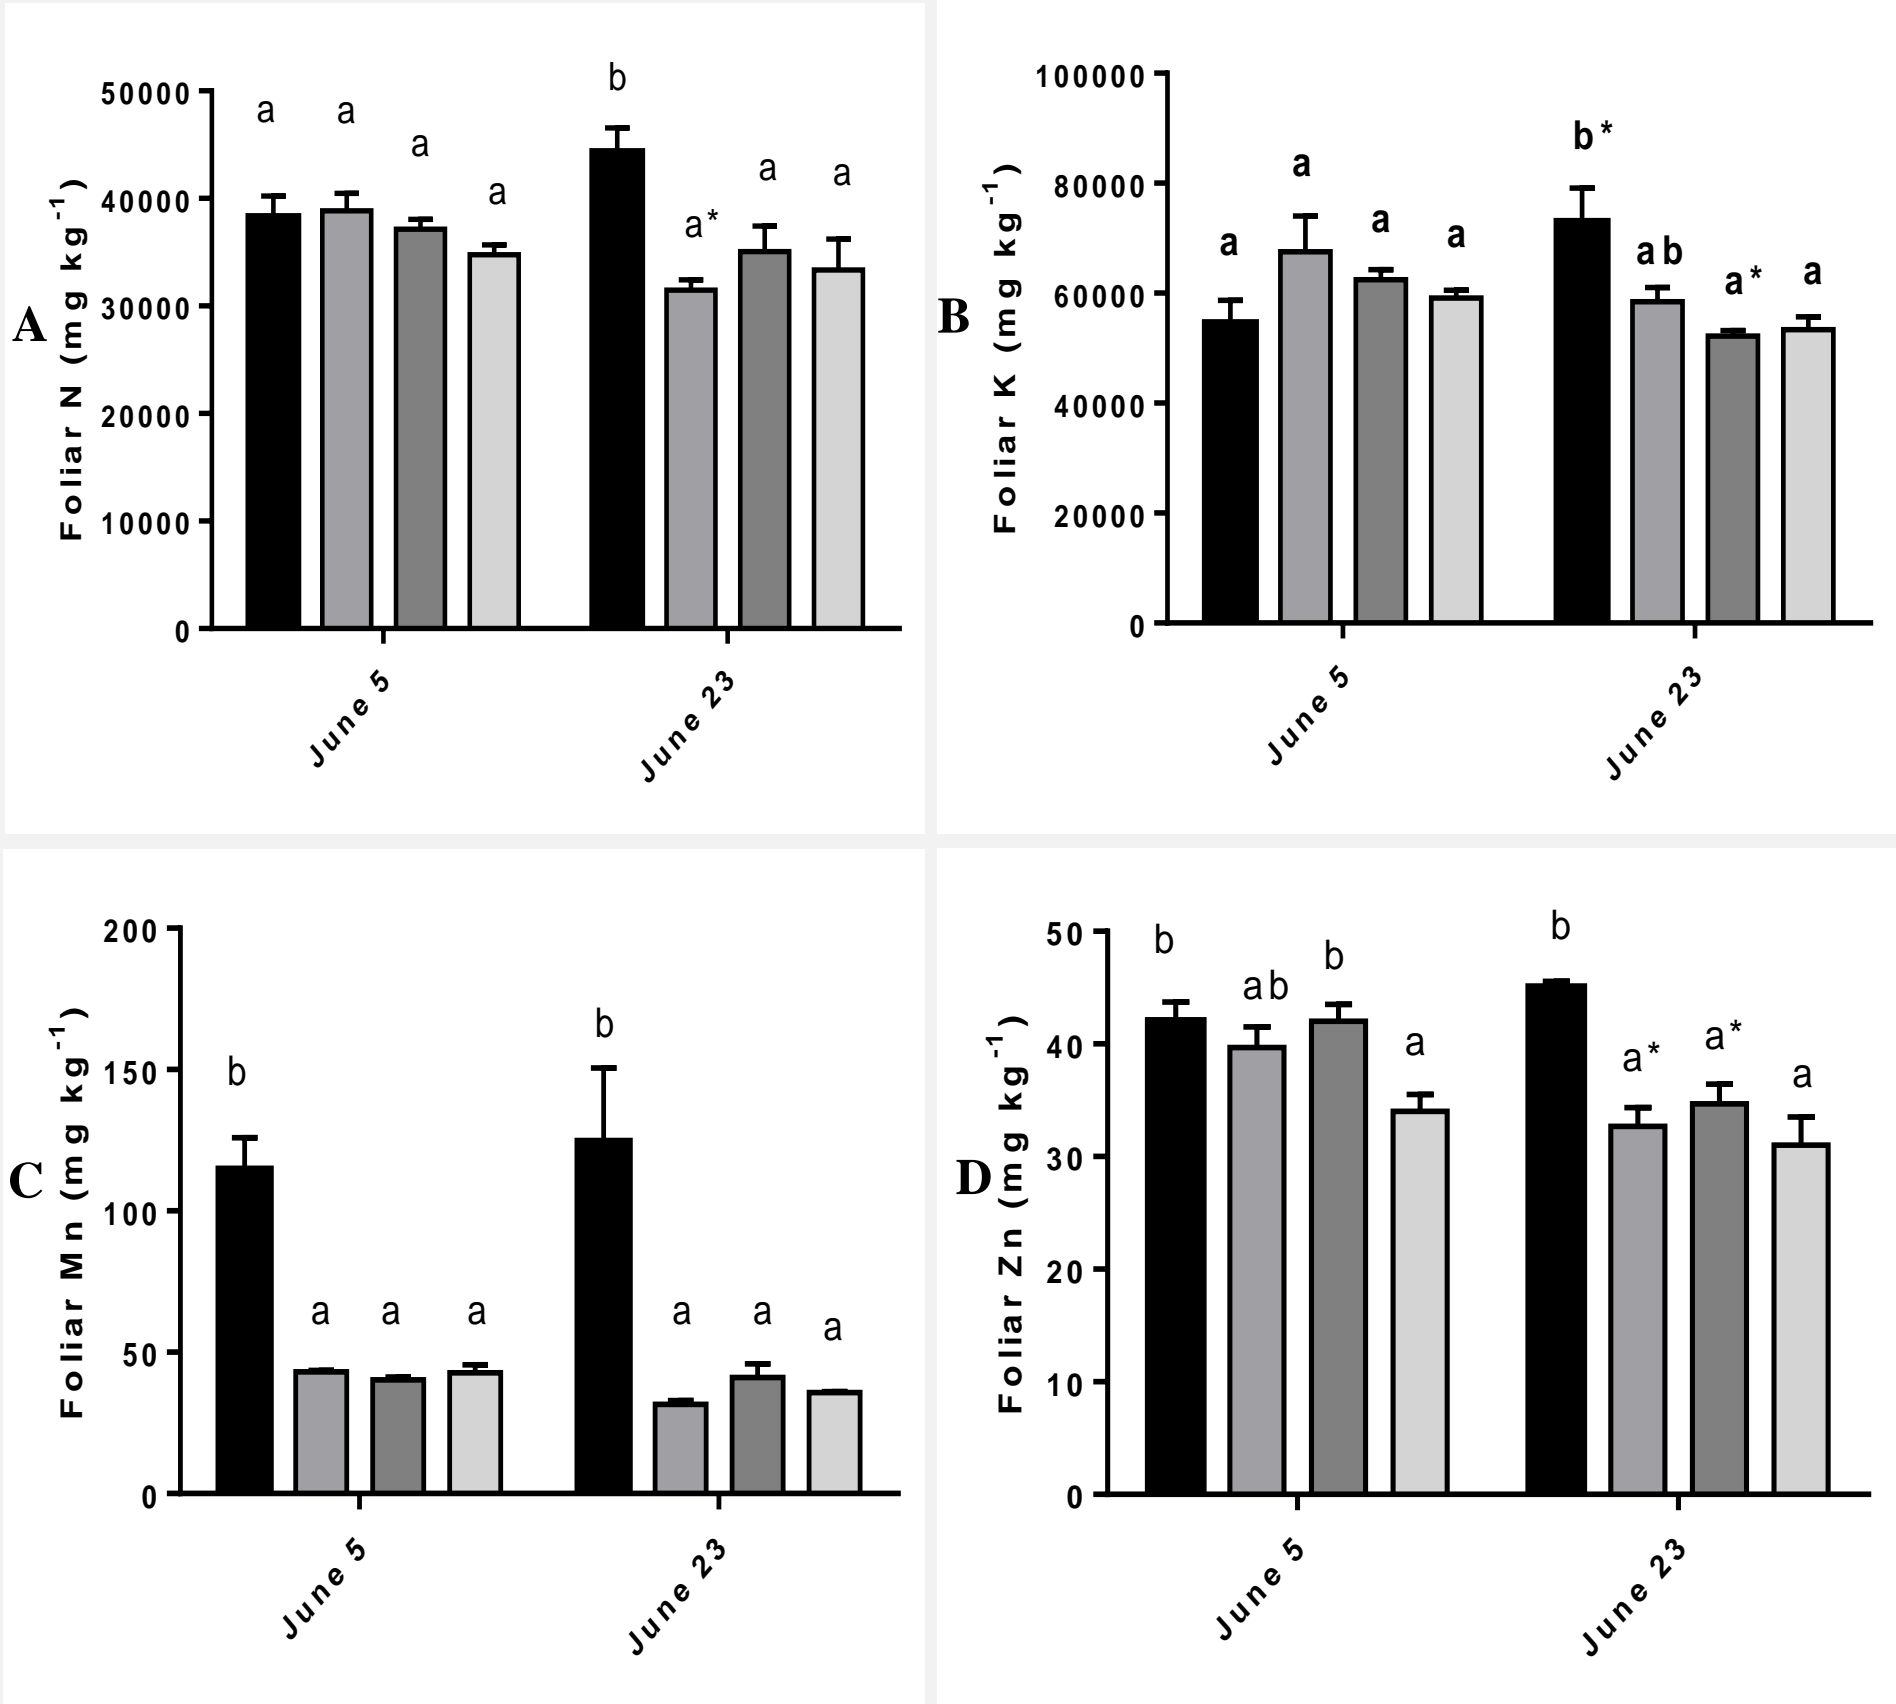 A
Foliar N (mg kg⁻¹)
50000
40000
30000
20000
10000
0
a a a a b a* a a
June 5 June 23
B
Foliar K (mg kg⁻¹)
100000
80000
60000
40000
20000
0
a a a a b* ab a* a
June 5 June 23
C
Foliar Mn (mg kg⁻¹)
200
150
100
50
0
b a a a b a a a
June 5 June 23
D
Foliar Zn (mg kg⁻¹)
50
40
30
20
10
0
b ab b a b a* a* a
June 5 June 23